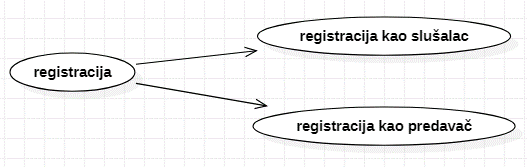 registracija kao slušalac
registracija
registracija kao predavač